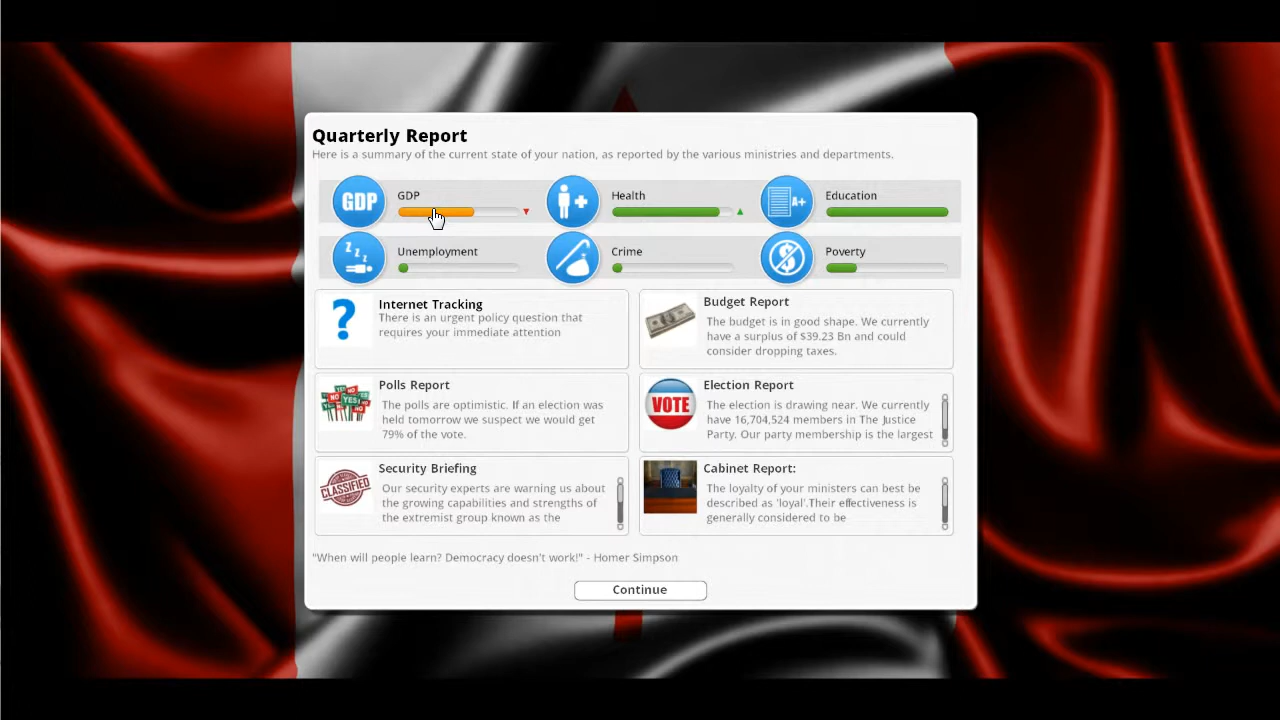 Quarterly Report
Here is a summary of the current state of your nation, as reported by the various ministries and departments.
GDP
GDP
Health
A+
Education
z z z
Unemployment
Crime
$
Poverty
?
Internet Tracking
There is an urgent policy question that
requires your immediate attention
Budget Report
The budget is in good shape. We currently
have a surplus of $39.23 Bn and could
consider dropping taxes.
NO
YES!
Polls Report
The polls are optimistic. If an election was
held tomorrow we suspect we would get
79% of the vote.
VOTE
Election Report
The election is drawing near. We currently
have 16,704,524 members in The Justice
Party. Our party membership is the largest
CLASSIFIED
Security Briefing
Our security experts are warning us about
the growing capabilities and strengths of
the extremist group known as the
Cabinet Report:
The loyalty of your ministers can best be
described as 'loyal'.Their effectiveness is
generally considered to be
"When will people learn? Democracy doesn't work!" - Homer Simpson
Continue